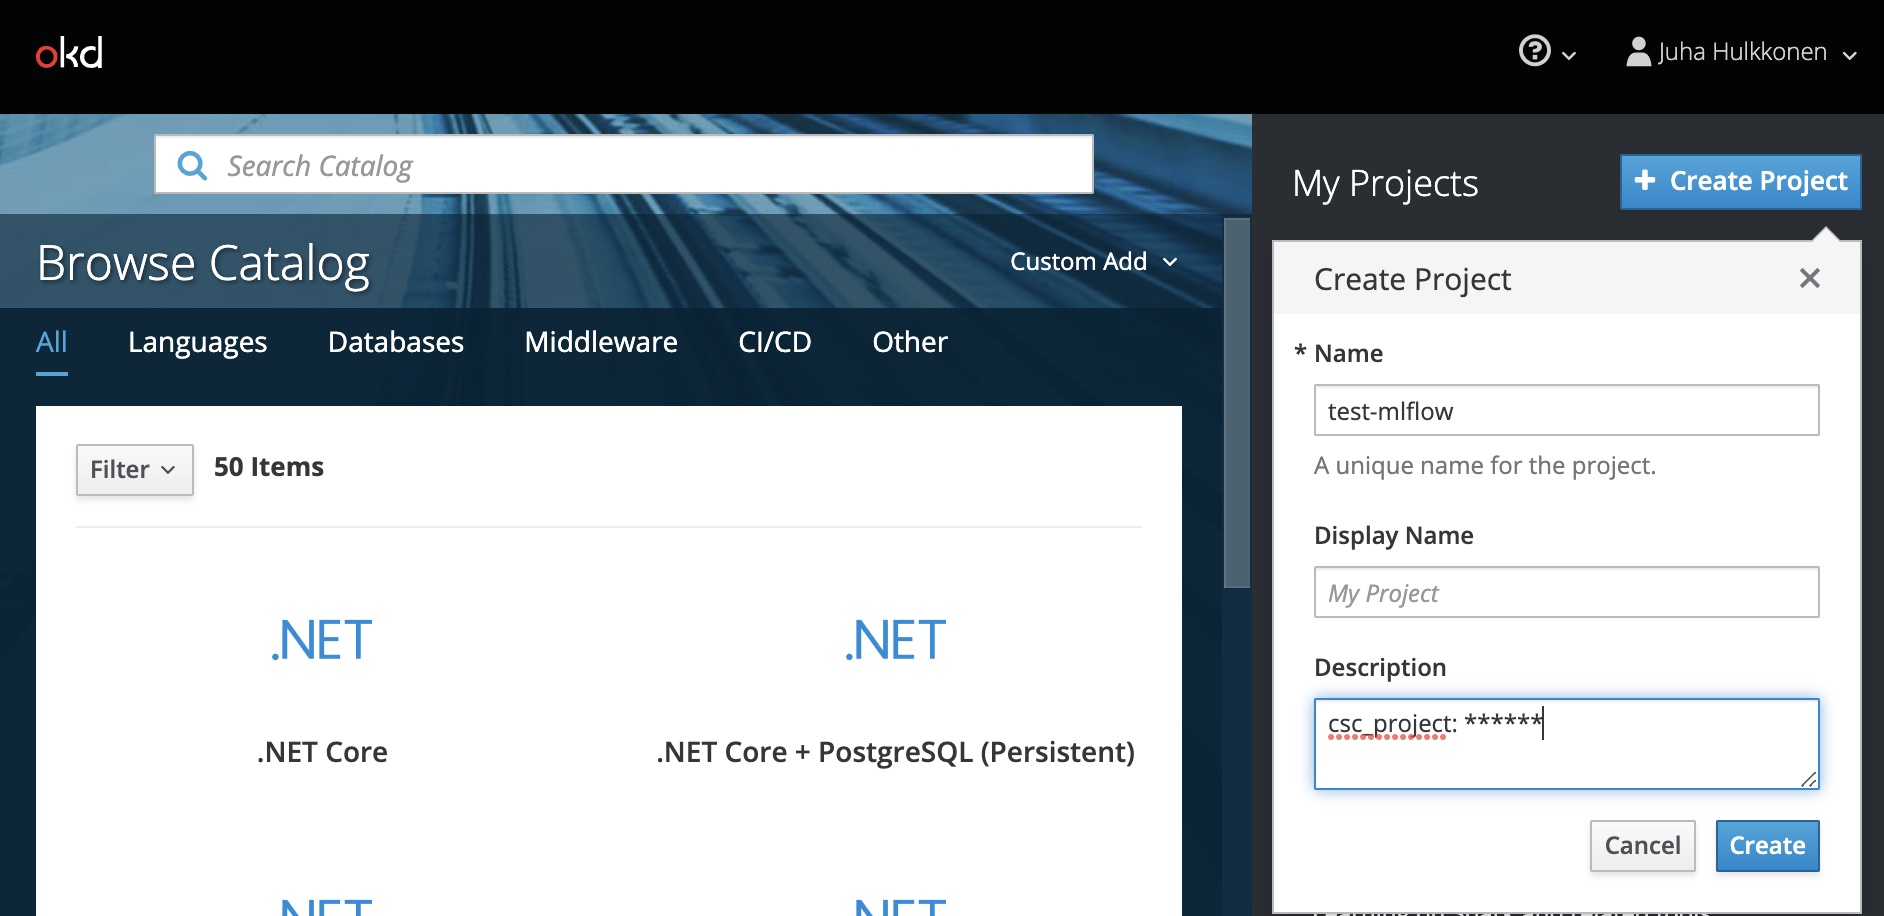 okd
Juha Hulkkonen
Search Catalog
My Projects
+ Create Project
Browse Catalog
Custom Add
All Languages Databases Middleware CI/CD Other
Filter
50 Items
.NET
.NET
.NET Core
.NET Core + PostgreSQL (Persistent)
.NET
.NET
Create Project
* Name
test-mlflow
A unique name for the project.
Display Name
My Project
Description
csc_project: ******
Cancel
Create